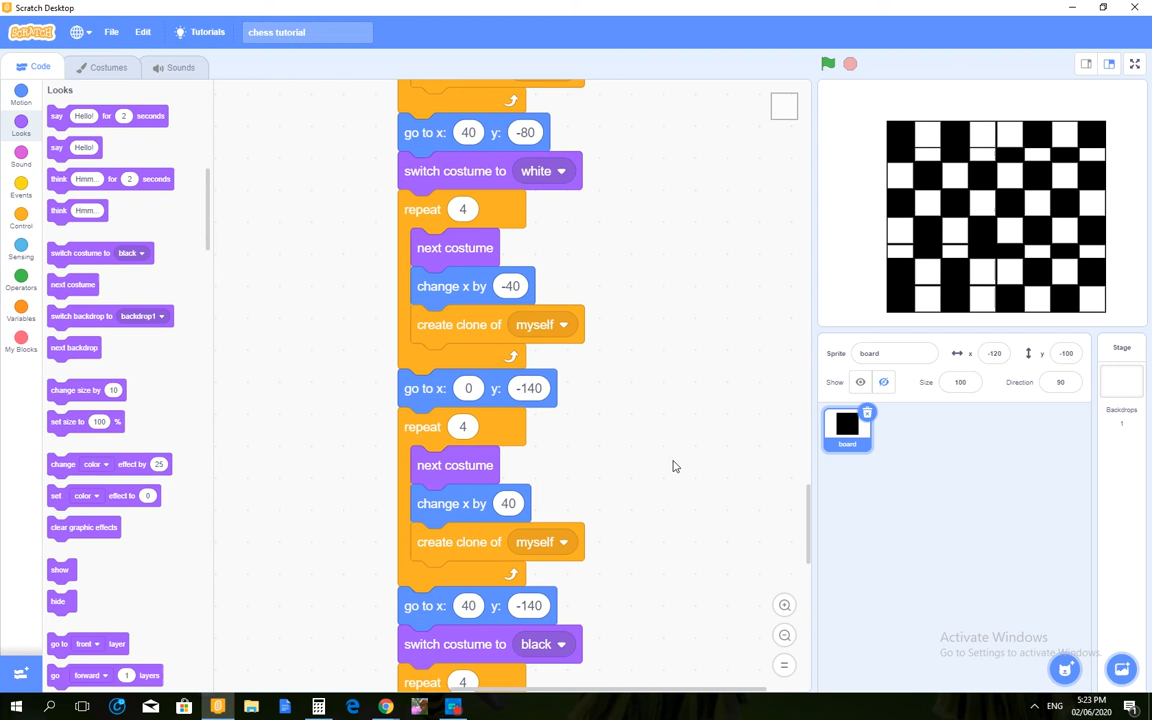 Scratch Desktop
SCRATCH File Edit Tutorials chess tutorial
Code Costumes Sounds
Motion
Looks
Sound
Events
Control
Sensing
Operators
Variables
My Blocks
Looks
say Hello! for 2 seconds
say Hello!
think Hmm... for 2 seconds
think Hmm...
switch costume to black
next costume
switch backdrop to backdrop1
next backdrop
change size by 10
set size to 100 %
change color effect by 25
set color effect to 0
clear graphic effects
show
hide
go to front layer
go forward 1 layers
go to x: 40 y: -80
switch costume to white
repeat 4
next costume
change x by -40
create clone of myself
go to x: 0 y: -140
repeat 4
next costume
change x by 40
create clone of myself
go to x: 40 y: -140
switch costume to black
repeat 4
Sprite board x -120 y -100
Show Size 100 Direction 90
board
Stage
Backdrops
1
Activate Windows
Go to Settings to activate Windows.
ENG
5:23 PM
02/06/2020
1